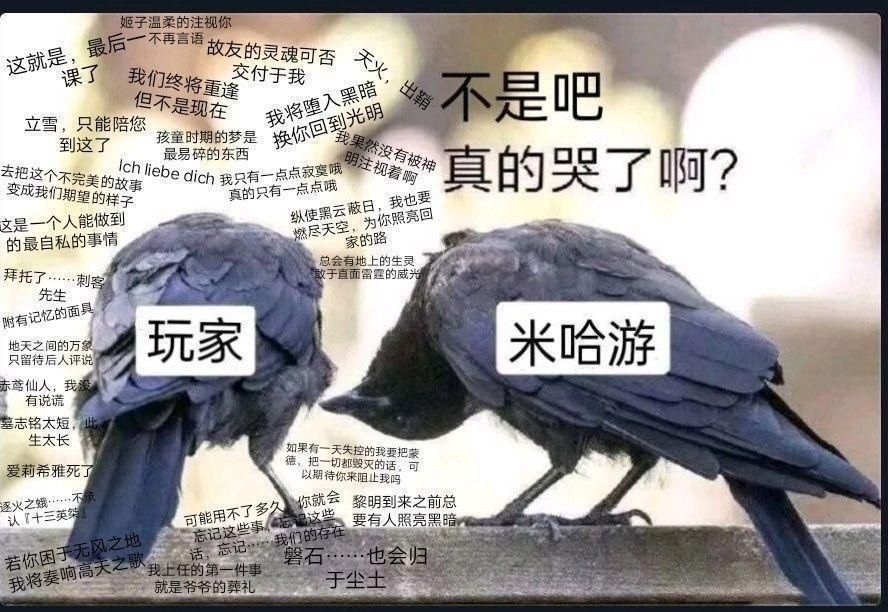 姬子温柔的注视你
不再言语
这就是，最后一
课了
故友的灵魂可否
交付于我
天火，出鞘
我们终将重逢
但不是现在
我将堕入黑暗
换你回到光明
立雪，只能陪您
到这了
孩童时期的梦是
最易碎的东西
我果然没有被神
明注视着啊
去把这个不完美的故事
变成我们期望的样子
Ich liebe dich
我只有一点点寂寞哦
真的只有一点点哦
这是一个人能做到
的最自私的事情
纵使黑云蔽日，我也要
燃尽天空，为你照亮回
家的路
总会有地上的生灵
敢于直面雷霆的威光
拜托了……刺客
先生
附有记忆的面具
地天之间的万象
只留待后人评说
赤鸢仙人，我没
有说谎
墓志铭太短，此
生太长
爱莉希雅死了
逐火之蛾……不承
认『十三英桀』
若你困于无风之地
我将奏响高天之歌
如果有一天失控的我要把蒙
德，把一切都毁灭的话，可
以期待你来阻止我吗
可能用不了多久，你就会
忘记这些事，忘记这些
话，忘记……我们的存在
黎明到来之前总
要有人照亮黑暗
我上任的第一件事
就是爷爷的葬礼
磐石……也会归
于尘土
不是吧
真的哭了啊?
玩家
米哈游